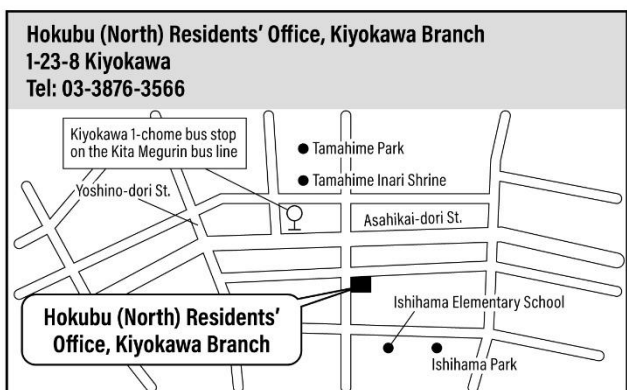 Hokubu (North) Residents’ Office, Kiyokawa Branch
1-23-8 Kiyokawa
Tel: 03-3876-3566
Kiyokawa 1-chome bus stop
on the Kita Megurin bus line
Tamahime Park
Tamahime Inari Shrine
Yoshino-dori St.
Asahikai-dori St.
Hokubu (North) Residents’
Office, Kiyokawa Branch
Ishihama Elementary School
Ishihama Park